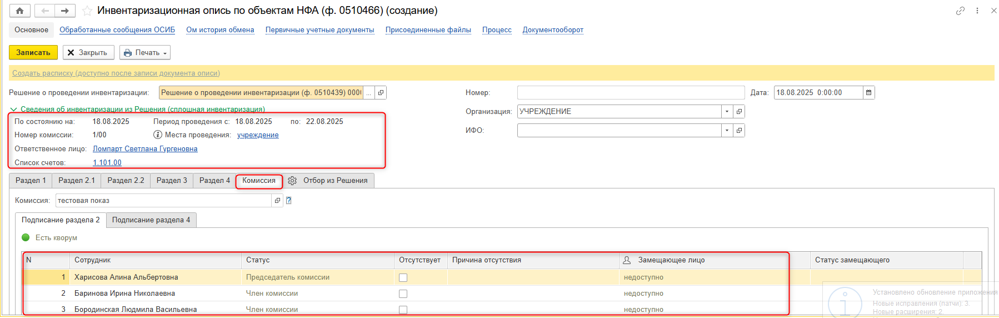 Инвентаризационная опись по объектам НФА (ф. 0510466) (создание)
Основное Обработанные сообщения ОСИБ Ом история обмена Первичные учетные документы Присоединенные файлы Процесс Документооборот
Записать Закрыть Печать
Создать расписку (доступно после записи документа описи)
Решение о проведении инвентаризации: Решение о проведении инвентаризации (ф. 0510439) 000 ... Номер: Дата: 18.08.2025 0:00:00
Сведения об инвентаризации из Решения (сплошная инвентаризация)
Организация: УЧРЕЖДЕНИЕ
По состоянию на: 18.08.2025 Период проведения с: 18.08.2025 по: 22.08.2025
ИФО:
Номер комиссии: 1/00 Места проведения: учреждение
Ответственное лицо: Ломпарт Светлана Гургеновна
Список счетов: 1.101.00
Раздел 1 Раздел 2.1 Раздел 2.2 Раздел 3 Раздел 4 Комиссия Отбор из Решения
Комиссия: тестовая показ ?
Подписание раздела 2 Подписание раздела 4
Есть кворум
N Сотрудник Статус Отсутствует Причина отсутствия Замещающее лицо Статус замещающего
1 Харисова Алина Альбертовна Председатель комиссии недоступно
2 Баринова Ирина Николаевна Член комиссии недоступно
Установлено обновление приложения
Новые исправления (патчи): 3.
3 Бородинская Людмила Васильевна Член комиссии недоступно
Новые расширения: 2.